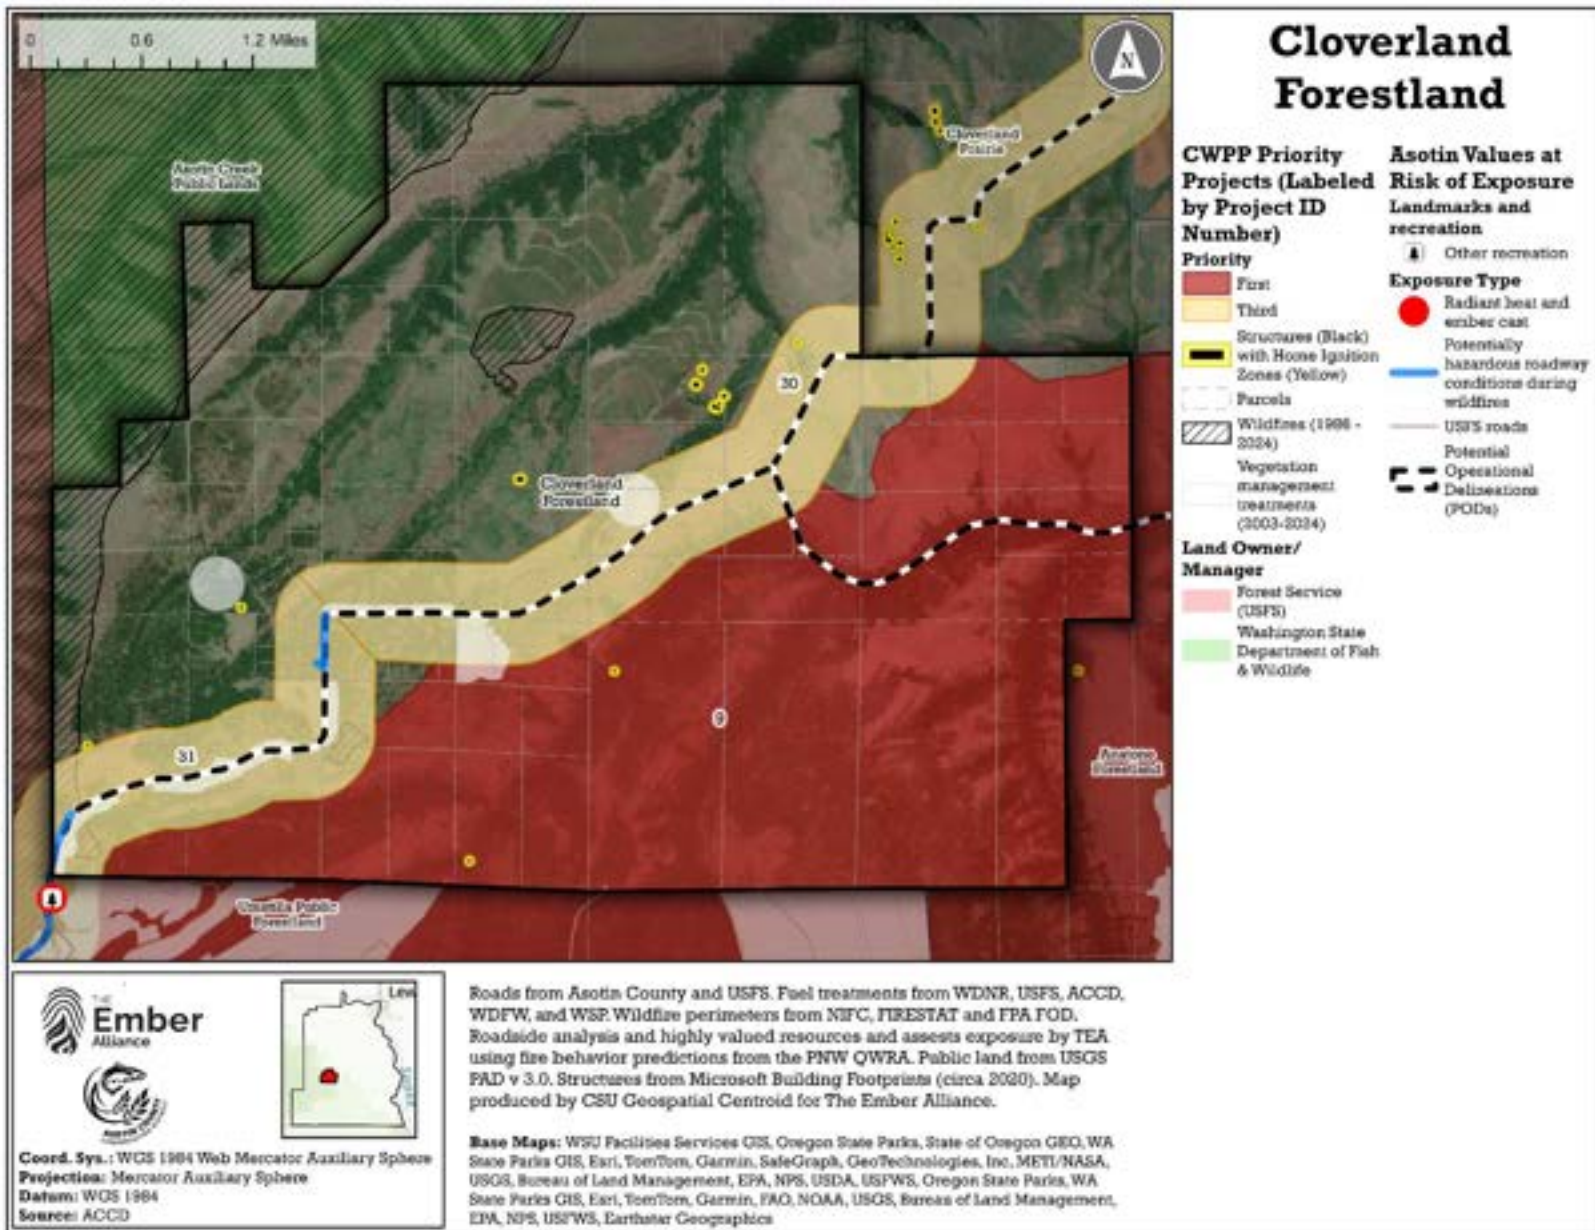 0 0.6 1.2 Miles
N
Asotin Creek
Public Lands
Cloverland
Prairie
30
Cloverland
Forestland
9
31
Anatone
Forestland
Umatilla Public
Forestland
Cloverland
Forestland
CWPP Priority
Projects (Labeled
by Project ID
Number)
Priority
First
Third
Structures (Black)
with Home Ignition
Zones (Yellow)
Parcels
Wildfires (1986 -
2024)
Vegetation
management
treatments
(2003-2024)
Land Owner/
Manager
Forest Service
(USFS)
Washington State
Department of Fish
& Wildlife
Asotin Values at
Risk of Exposure
Landmarks and
recreation
Other recreation
Exposure Type
Radiant heat and
ember cast
Potentially
hazardous roadway
conditions during
wildfires
USFS roads
Potential
Operational
Delineations
(PODs)
THE
Ember
Alliance
Lew
Coord. Sys.: WGS 1984 Web Mercator Auxiliary Sphere
Projection: Mercator Auxiliary Sphere
Datum: WGS 1984
Source: ACCD
Roads from Asotin County and USFS. Fuel treatments from WDNR, USFS, ACCD,
WDFW, and WSP. Wildfire perimeters from NIFC, FIRESTAT and FPA FOD.
Roadside analysis and highly valued resources and assests exposure by TEA
using fire behavior predictions from the PNW QWRA. Public land from USGS
PAD v 3.0. Structures from Microsoft Building Footprints (circa 2020). Map
produced by CSU Geospatial Centroid for The Ember Alliance.
Base Maps: WSU Facilities Services GIS, Oregon State Parks, State of Oregon GEO, WA
State Parks GIS, Esri, TomTom, Garmin, SafeGraph, GeoTechnologies, Inc, METI/NASA,
USGS, Bureau of Land Management, EPA, NPS, USDA, USFWS, Oregon State Parks, WA
State Parks GIS, Esri, TomTom, Garmin, FAO, NOAA, USGS, Bureau of Land Management,
EPA, NPS, USFWS, Earthstar Geographics